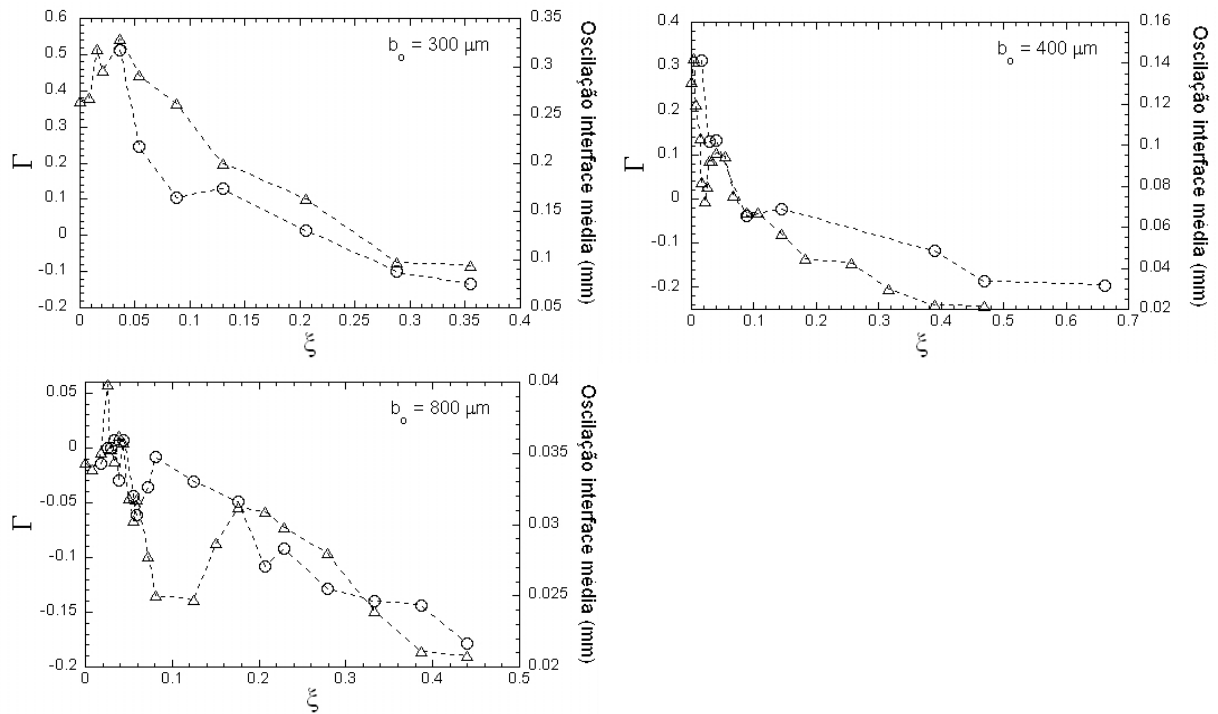 0.6
0.5
0.4
0.3
0.2
0.1
0
-0.1
-0.2
Γ
b_o = 300 µm
0.35
0.3
0.25
0.2
0.15
0.1
0.05
Oscilação interface média (mm)
0 0.05 0.1 0.15 0.2 0.25 0.3 0.35 0.4
ξ
0.4
0.3
0.2
0.1
0
-0.1
-0.2
Γ
b_o = 400 µm
0.16
0.14
0.12
0.1
0.08
0.06
0.04
0.02
Oscilação interface média (mm)
0 0.1 0.2 0.3 0.4 0.5 0.6 0.7
ξ
0.05
0
-0.05
-0.1
-0.15
-0.2
Γ
b_o = 800 µm
0.04
0.035
0.03
0.025
0.02
Oscilação interface média (mm)
0 0.1 0.2 0.3 0.4 0.5
ξ